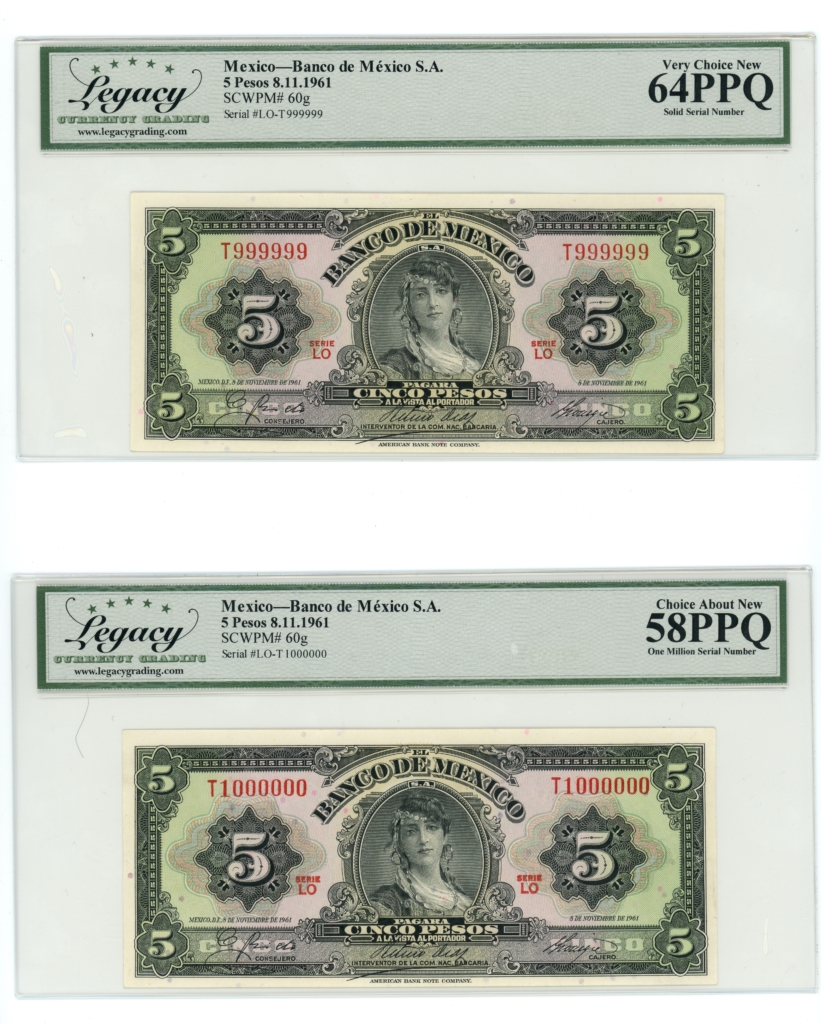 Legacy
CURRENCY GRADING
www.legacygrading.com
Mexico—Banco de México S.A.
5 Pesos 8.11.1961
SCWPM# 60g
Serial #LO-T999999
Very Choice New
64PPQ
Solid Serial Number
EL
BANCO DE MEXICO
S.A.
5 5
T999999 T999999
5 5
SERIE LO SERIE LO
MEXICO, D.F. 8 DE NOVIEMBRE DE 1961 8 DE NOVIEMBRE DE 1961
PAGARA
CINCO PESOS
A LA VISTA AL PORTADOR
5 5
CONSEJERO. INTERVENTOR DE LA COM. NAC. BANCARIA CAJERO.
AMERICAN BANK NOTE COMPANY.
Legacy
CURRENCY GRADING
www.legacygrading.com
Mexico—Banco de México S.A.
5 Pesos 8.11.1961
SCWPM# 60g
Serial #LO-T1000000
Choice About New
58PPQ
One Million Serial Number
EL
BANCO DE MEXICO
S.A.
5 5
T1000000 T1000000
5 5
SERIE LO SERIE LO
MEXICO, D.F. 8 DE NOVIEMBRE DE 1961 8 DE NOVIEMBRE DE 1961
PAGARA
CINCO PESOS
A LA VISTA AL PORTADOR
5 5
CONSEJERO. INTERVENTOR DE LA COM. NAC. BANCARIA CAJERO.
AMERICAN BANK NOTE COMPANY.